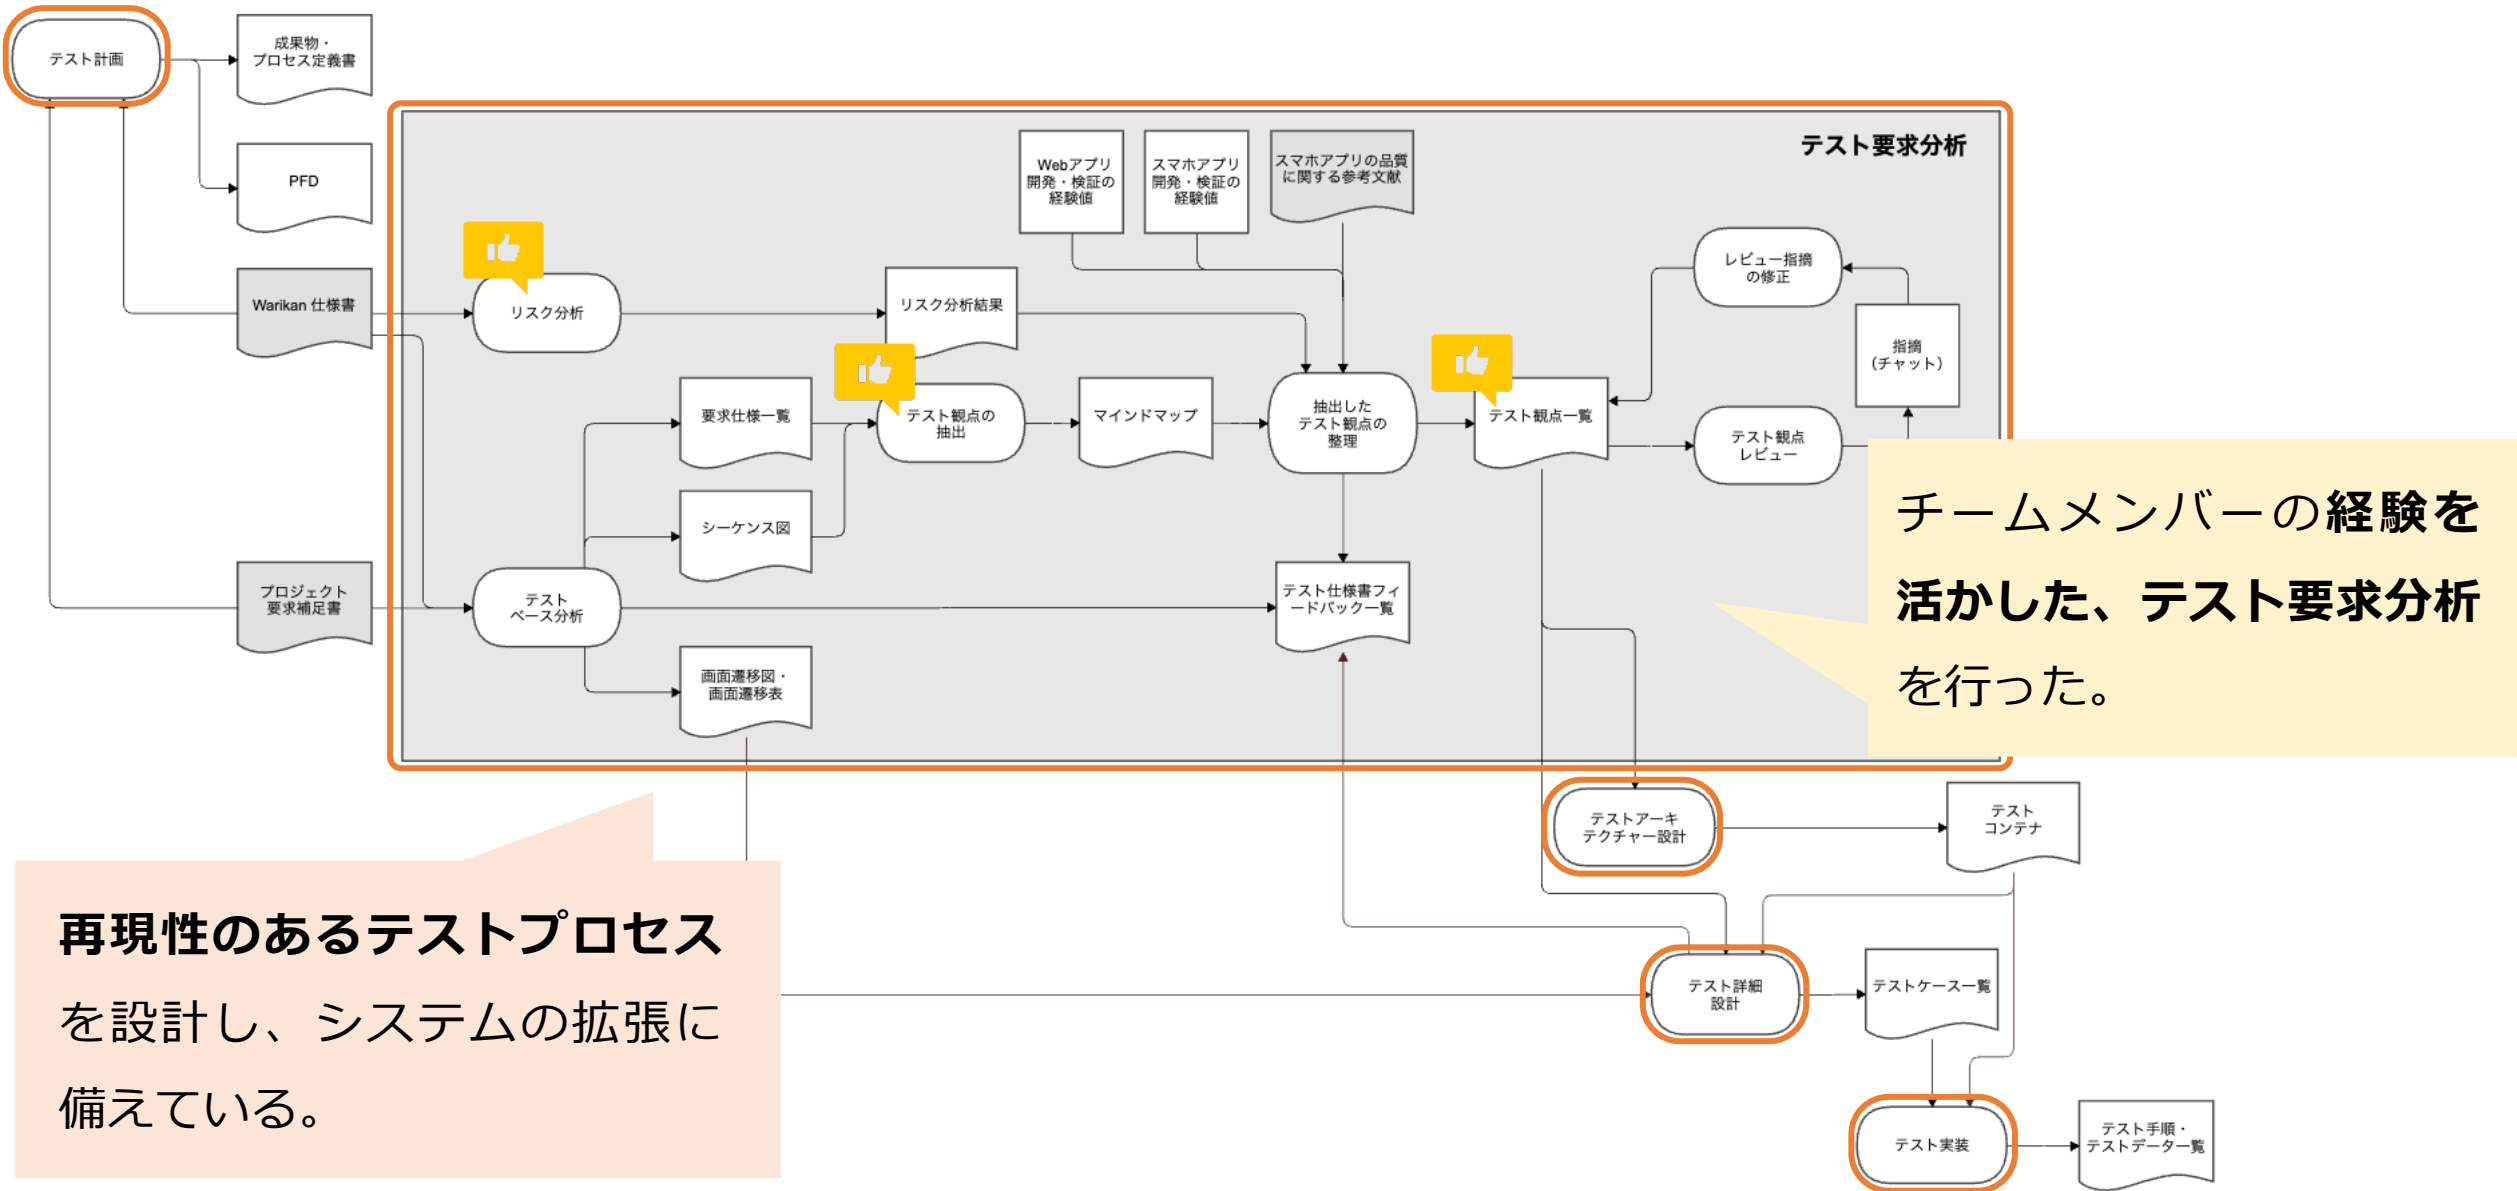 テスト計画
成果物・
プロセス定義書
PFD
Warikan 仕様書
プロジェクト
要求補足書
テスト要求分析
Webアプリ
開発・検証の
経験値
スマホアプリ
開発・検証の
経験値
スマホアプリの品質
に関する参考文献
リスク分析
リスク分析結果
要求仕様一覧
テスト観点の
抽出
マインドマップ
抽出した
テスト観点の
整理
テスト観点一覧
レビュー指摘
の修正
指摘
（チャット）
テスト観点
レビュー
シーケンス図
テスト
ベース分析
テスト仕様書フィ
ードバック一覧
画面遷移図・
画面遷移表
チームメンバーの経験を
活かした、テスト要求分析
を行った。
テストアーキ
テクチャー設計
テスト
コンテナ
再現性のあるテストプロセス
を設計し、システムの拡張に
備えている。
テスト詳細
設計
テストケース一覧
テスト実装
テスト手順・
テストデータ一覧